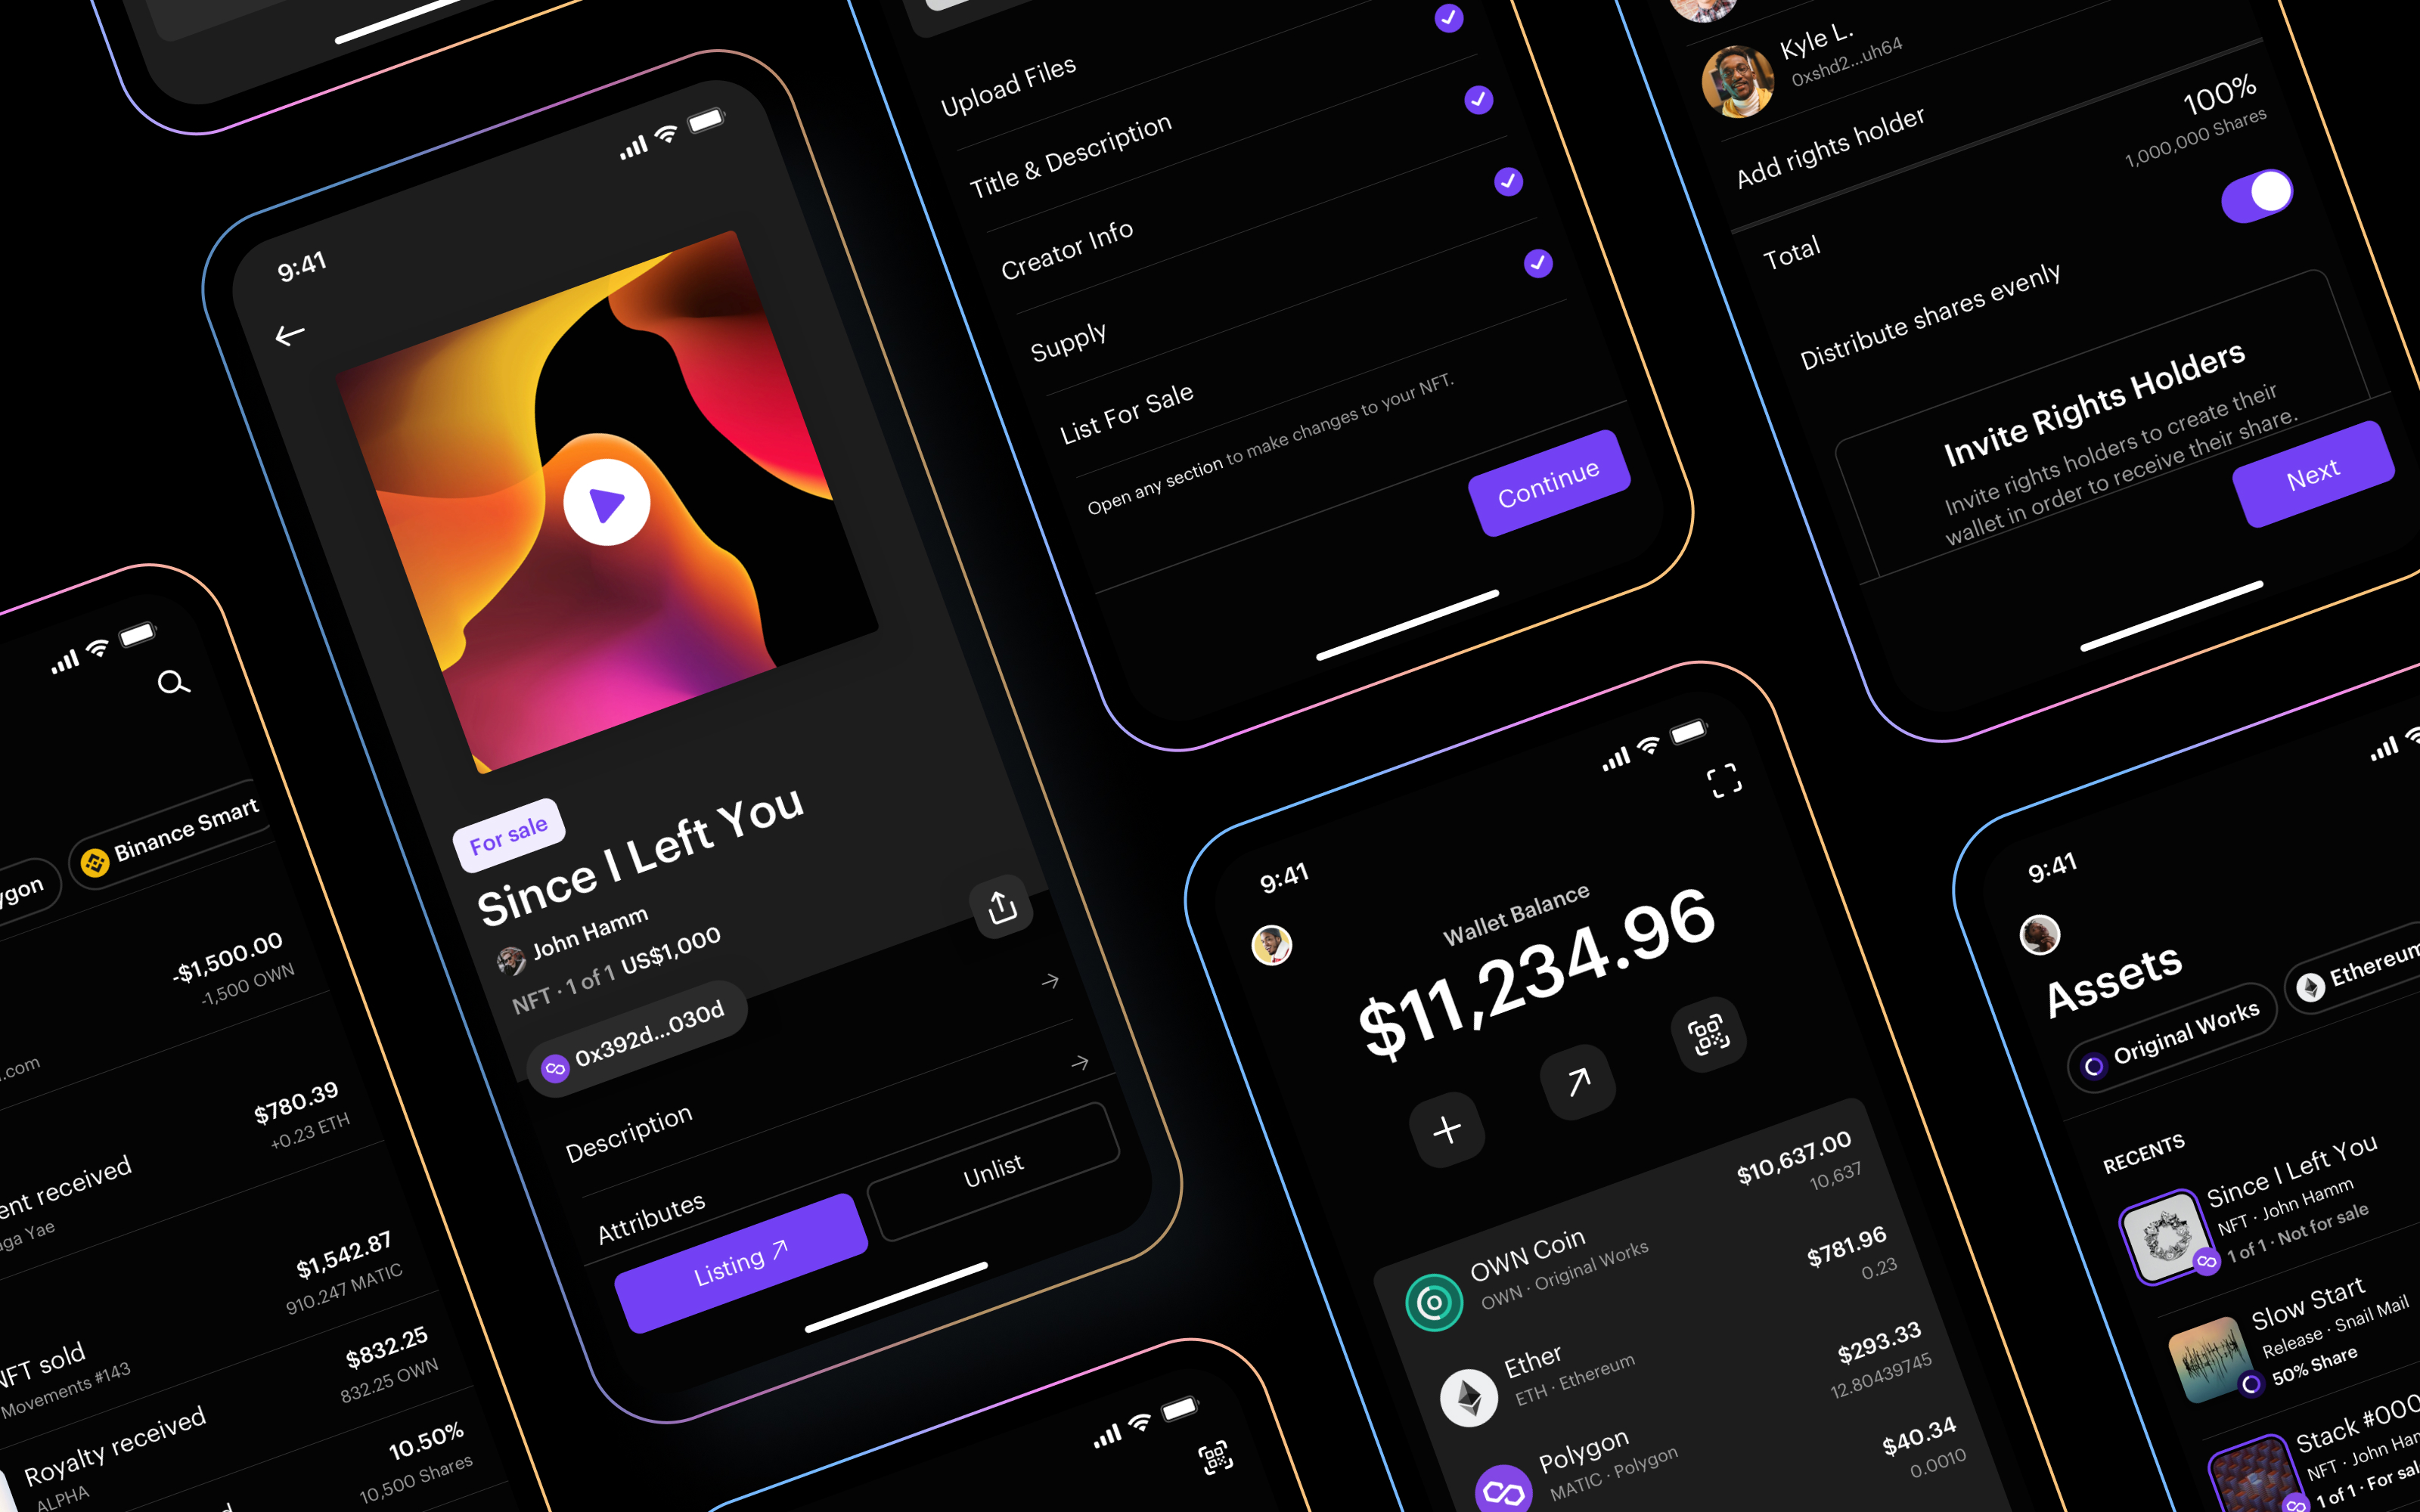 9:41
For sale
Since I Left You
John Hamm
NFT · 1 of 1 US$1,000
0x392d...030d
Description
Attributes
Listing
Unlist
Upload Files
Title & Description
Creator Info
Supply
List For Sale
Open any section to make changes to your NFT.
Continue
Kyle L.
0xshd2...uh64
Add rights holder
100%
1,000,000 Shares
Total
Distribute shares evenly
Invite Rights Holders
Invite rights holders to create their
wallet in order to receive their share.
Next
ygon
Binance Smart
-$1,500.00
-1,500 OWN
.com
$780.39
+0.23 ETH
ent received
aga Yae
$1,542.87
910.247 MATIC
NFT sold
Movements #143
$832.25
832.25 OWN
Royalty received
ALPHA
10.50%
10,500 Shares
9:41
Wallet Balance
$11,234.96
$10,637.00
10,637
OWN Coin
OWN · Original Works
$781.96
0.23
Ether
ETH · Ethereum
$293.33
12.80439745
Polygon
MATIC · Polygon
$40.34
0.0010
9:41
Assets
Original Works
Ethereum
RECENTS
Since I Left You
NFT · John Hamm
1 of 1 · Not for sale
Slow Start
Release · Snail Mail
50% Share
Stack #000
NFT · John Ham
1 of 1 · For sal